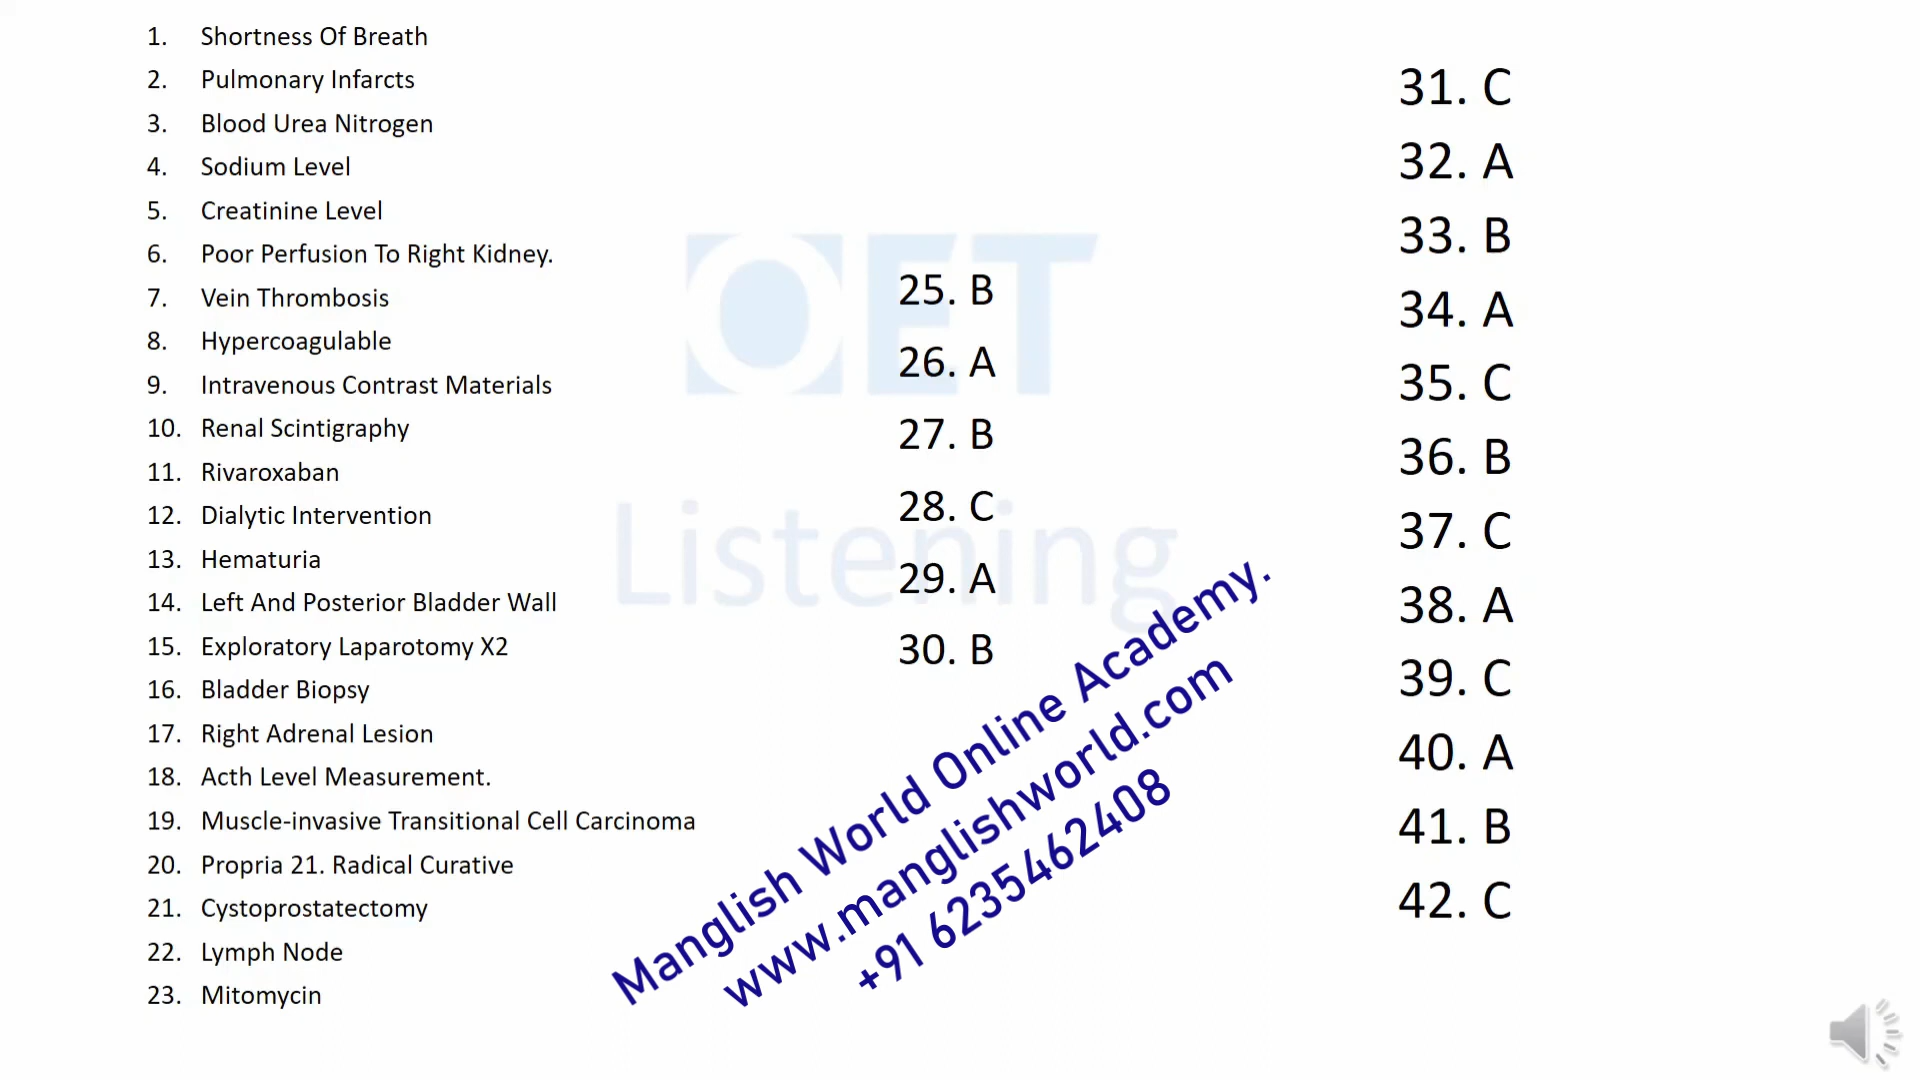 1. Shortness Of Breath
2. Pulmonary Infarcts
3. Blood Urea Nitrogen
4. Sodium Level
5. Creatinine Level
6. Poor Perfusion To Right Kidney.
7. Vein Thrombosis
8. Hypercoagulable
9. Intravenous Contrast Materials
10. Renal Scintigraphy
11. Rivaroxaban
12. Dialytic Intervention
13. Hematuria
14. Left And Posterior Bladder Wall
15. Exploratory Laparotomy X2
16. Bladder Biopsy
17. Right Adrenal Lesion
18. Acth Level Measurement.
19. Muscle-invasive Transitional Cell Carcinoma
20. Propria 21. Radical Curative
21. Cystoprostatectomy
22. Lymph Node
23. Mitomycin
OET
Listening
25. B
26. A
27. B
28. C
29. A
30. B
Manglish World Online Academy.
www.manglishworld.com
+91 6235462408
31. C
32. A
33. B
34. A
35. C
36. B
37. C
38. A
39. C
40. A
41. B
42. C